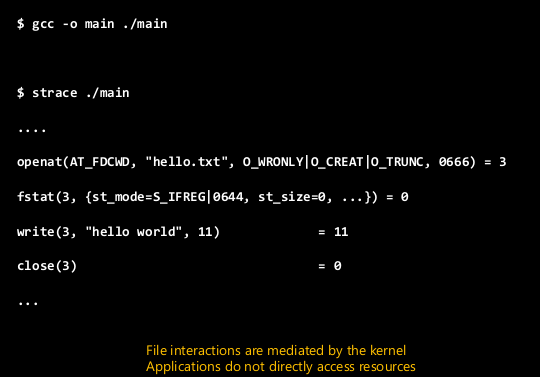 $ gcc -o main ./main
$ strace ./main
....
openat(AT_FDCWD, "hello.txt", O_WRONLY|O_CREAT|O_TRUNC, 0666) = 3
fstat(3, {st_mode=S_IFREG|0644, st_size=0, ...}) = 0
write(3, "hello world", 11) = 11
close(3) = 0
...
File interactions are mediated by the kernel
Applications do not directly access resources